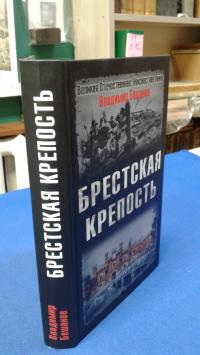 Великая Отечественная: Неизвестная война
Владимир Бешанов
БРЕСТСКАЯ
КРЕПОСТЬ
БРЕСТСКАЯ КРЕПОСТЬ
Владимир
Бешанов